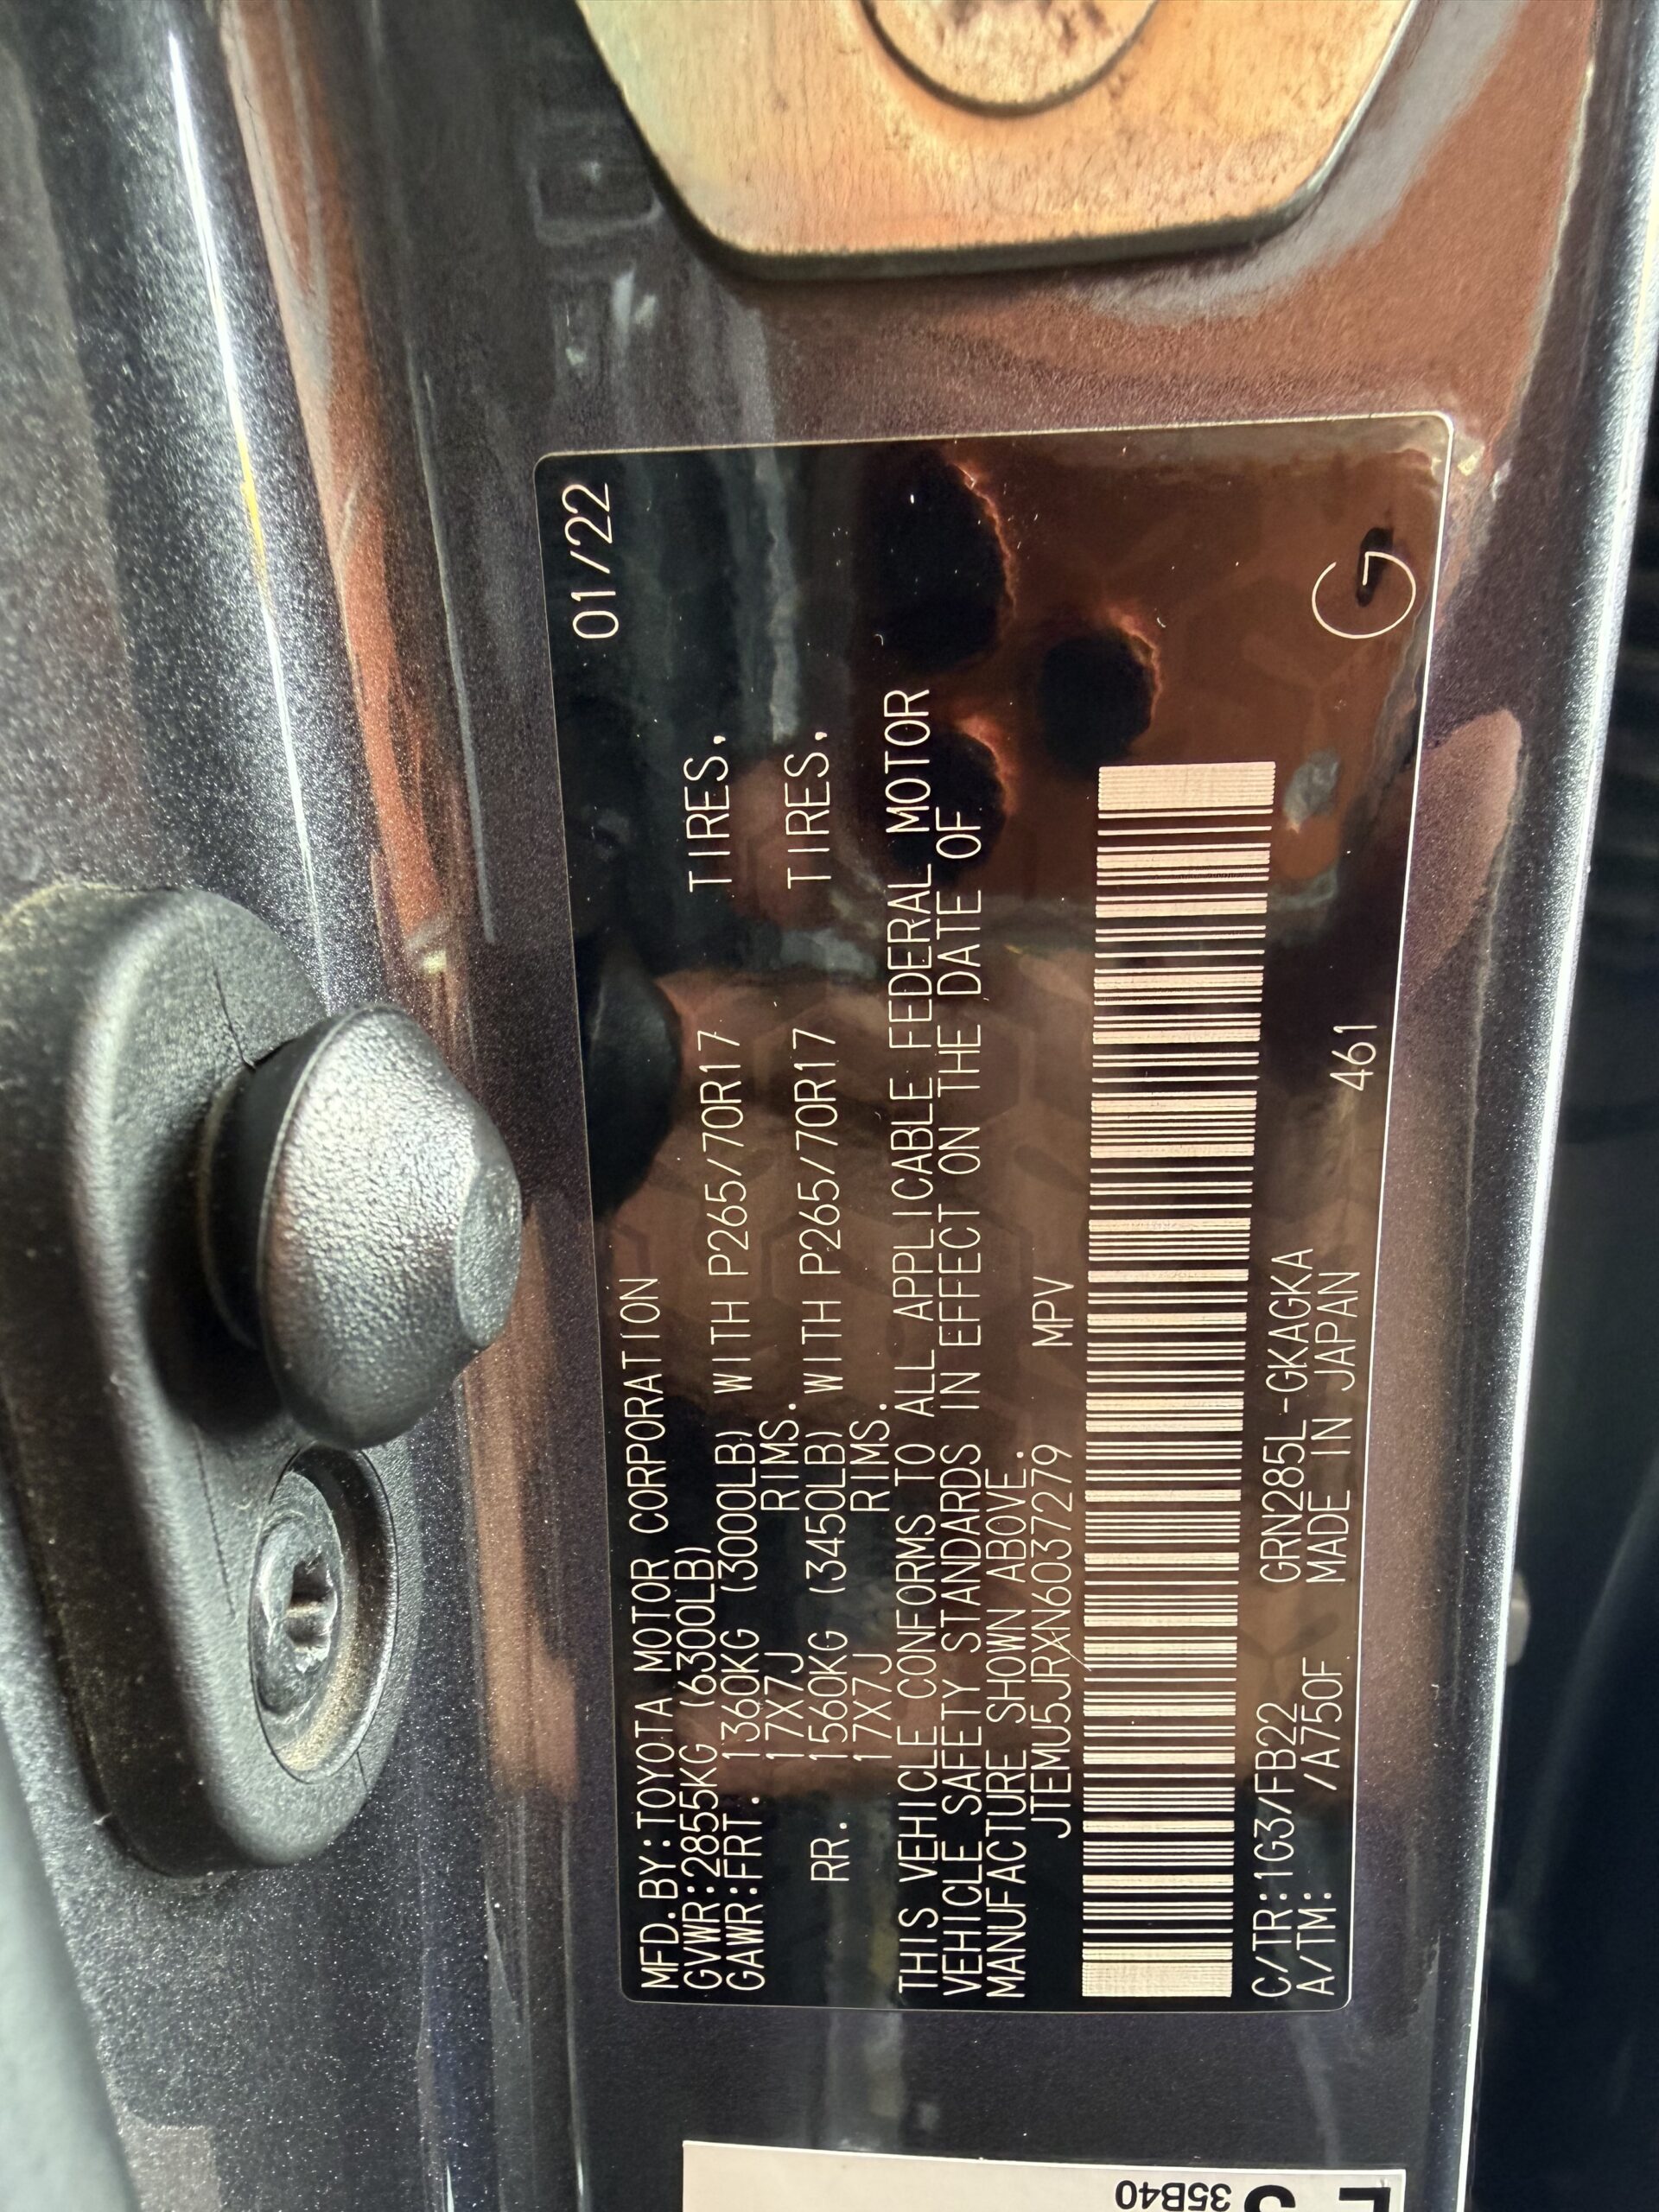 01/22
MFD.BY:TOYOTA MOTOR CORPORATION
GVWR:2855KG (6300LB)
GAWR:FRT. 1360KG (3000LB) WITH P265/70R17 TIRES,
17X7J RIMS.
RR. 1560KG (3450LB) WITH P265/70R17 TIRES,
17X7J RIMS.
THIS VEHICLE CONFORMS TO ALL APPLICABLE FEDERAL MOTOR
VEHICLE SAFETY STANDARDS IN EFFECT ON THE DATE OF
MANUFACTURE SHOWN ABOVE.
JTEMU5JRXN6037279 MPV
C/TR:1G3/FB22 GRN285L-GKAGKA
A/TM: /A750F MADE IN JAPAN 461
G
35B40